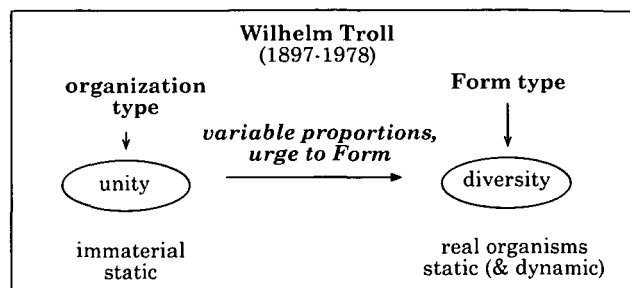 Wilhelm Troll
(1897-1978)
organization
type
Form type
variable proportions,
urge to Form
unity
diversity
immaterial
static
real organisms
static (& dynamic)